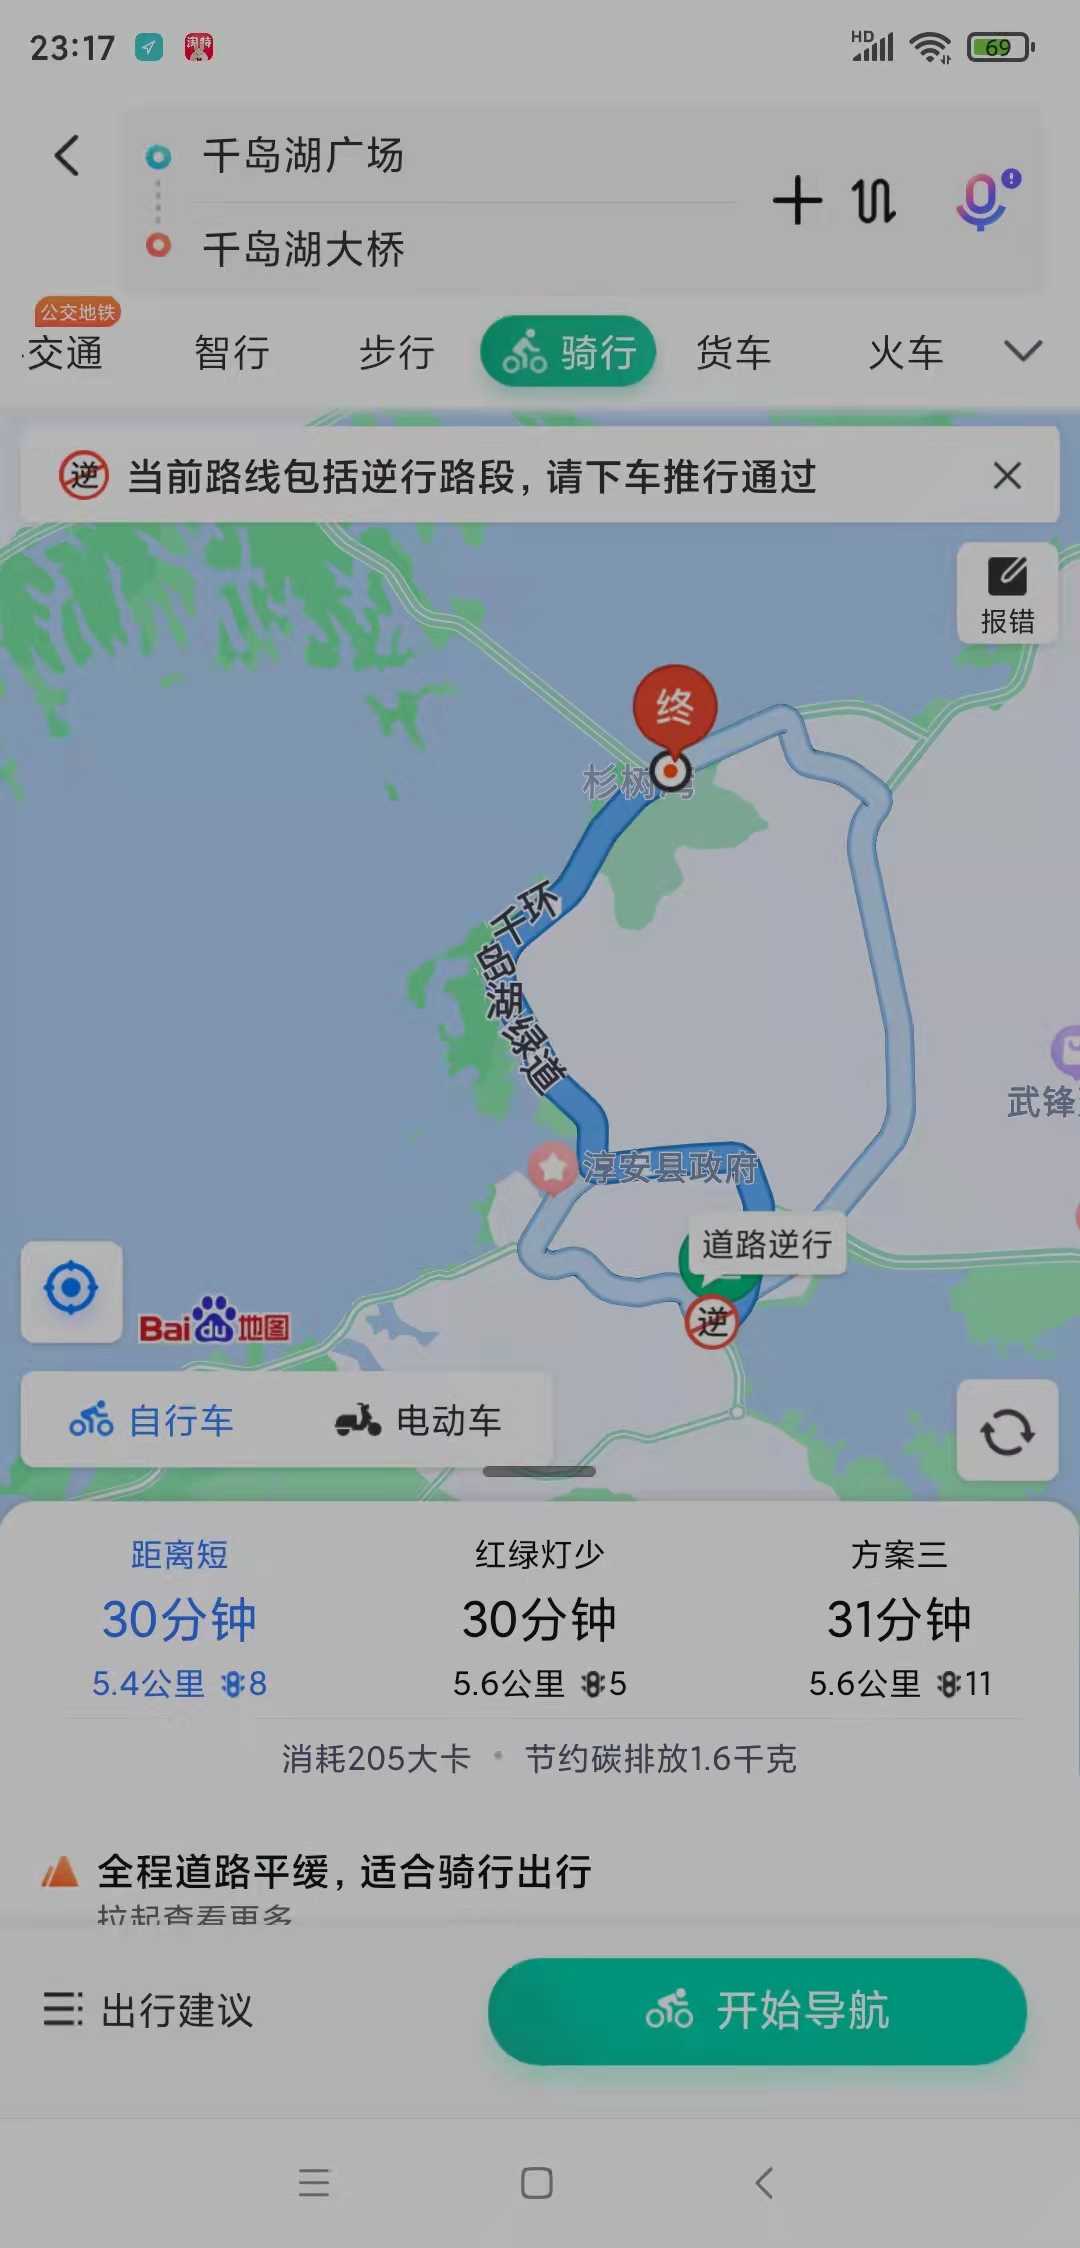 23:17
淘特
HD
69
千岛湖广场
千岛湖大桥
公交地铁
交通
智行
步行
骑行
货车
火车
逆
当前路线包括逆行路段，请下车推行通过
报错
终
杉树湾
环千岛湖绿道
武锋
淳安县政府
道路逆行
逆
Bai du 地图
自行车
电动车
距离短
红绿灯少
方案三
30分钟
30分钟
31分钟
5.4公里 8
5.6公里 5
5.6公里 11
消耗205大卡 • 节约碳排放1.6千克
全程道路平缓，适合骑行出行
拉起查看更多
出行建议
开始导航